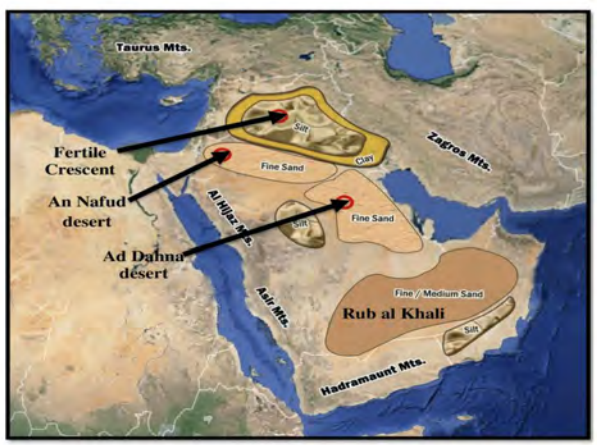 Taurus Mts.
Silt
Fertile
Crescent
Clay
Zagros Mts.
Fine Sand
An Nafud
desert
Al Hijaz Mts.
Fine Sand
Silt
Ad Dahna
desert
Asir Mts.
Fine / Medium Sand
Rub al Khali
Silt
Hadramaunt Mts.